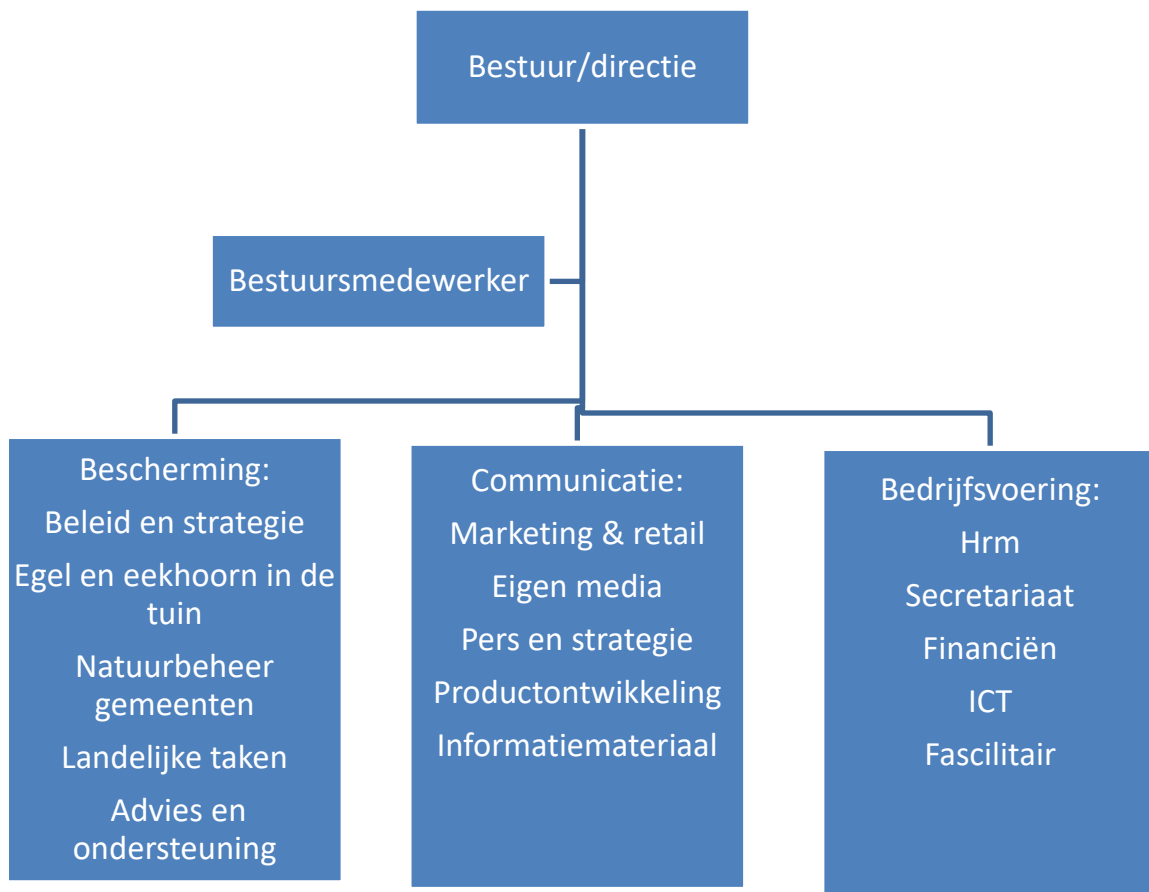 Bestuur/directie
Bestuursmedewerker
Bescherming:
Beleid en strategie
Egel en eekhoorn in de
tuin
Natuurbeheer
gemeenten
Landelijke taken
Advies en
ondersteuning
Communicatie:
Marketing & retail
Eigen media
Pers en strategie
Productontwikkeling
Informatiemateriaal
Bedrijfsvoering:
Hrm
Secretariaat
Financiën
ICT
Fascilitair